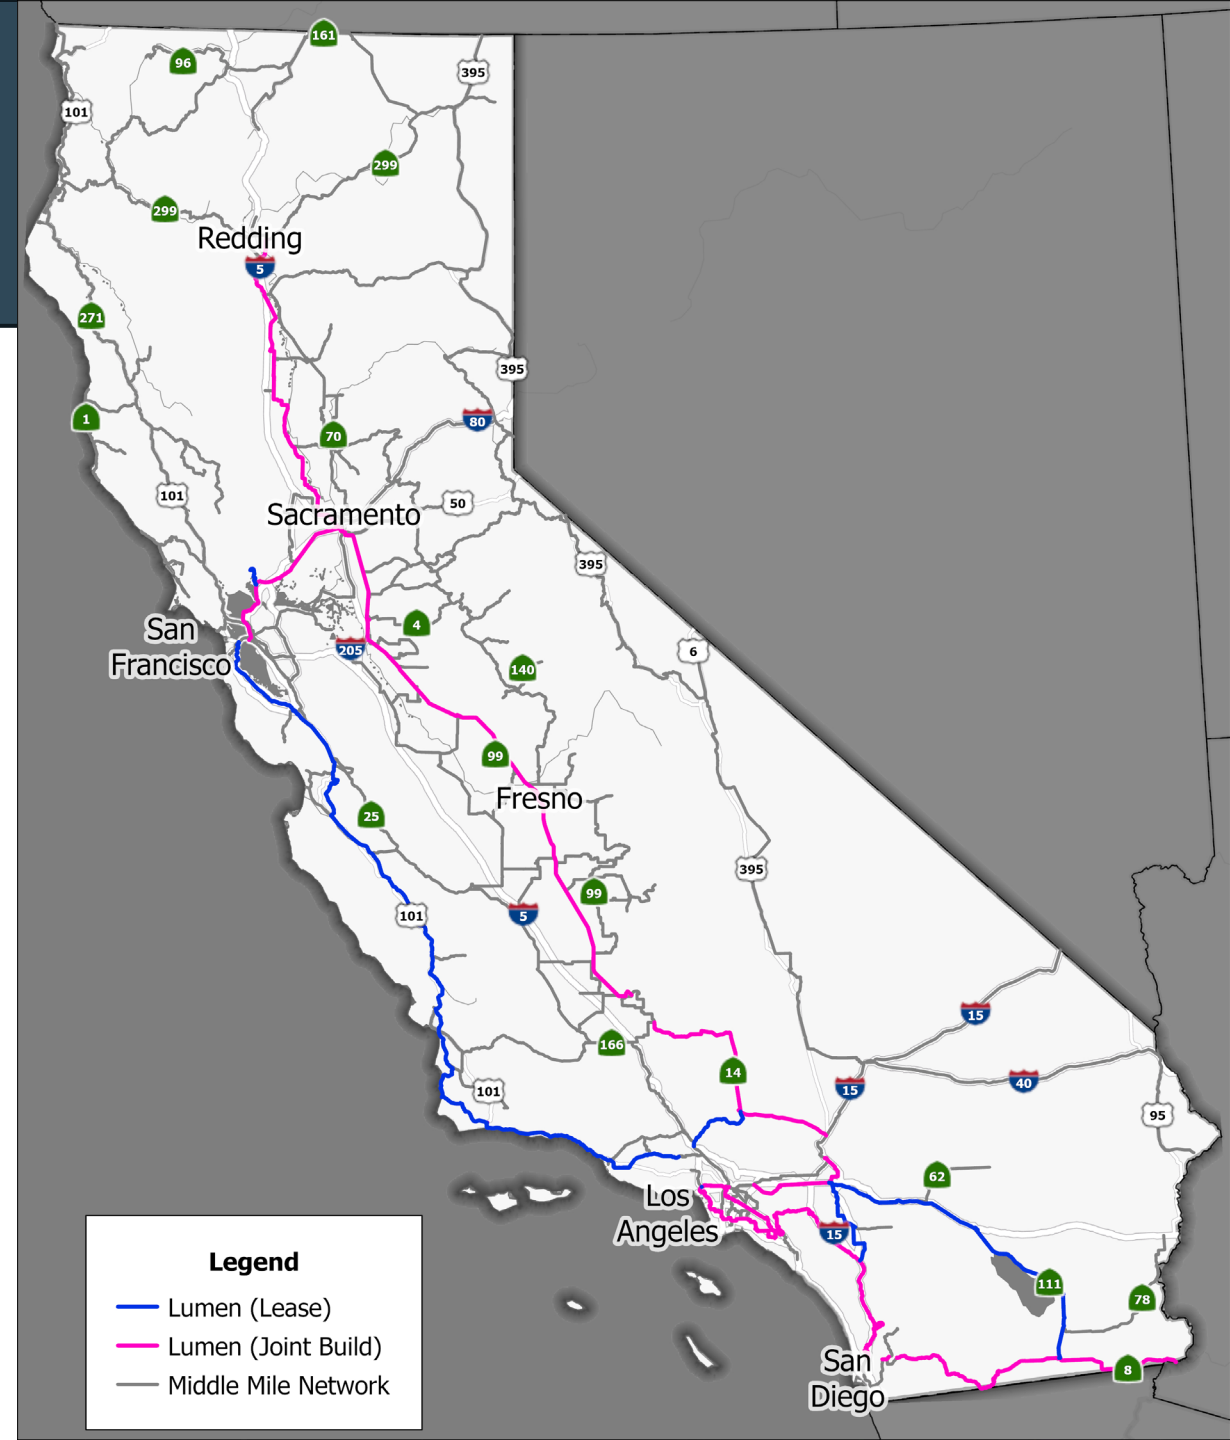 161
96
395
101
299
299
Redding
5
271
395
1
80
70
101
50
Sacramento
395
4
San
Francisco
205
6
140
99
Fresno
25
395
99
101
5
15
166
14
40
15
101
95
62
Los
Angeles
15
111
78
San
Diego
8
Legend
Lumen (Lease)
Lumen (Joint Build)
Middle Mile Network